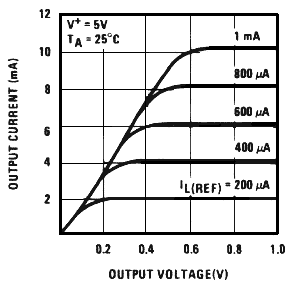 V+ = 5V
TA = 25°C
12
10
8
6
4
2
OUTPUT CURRENT (mA)
1 mA
800 µA
600 µA
400 µA
IL(REF) = 200 µA
0.2 0.4 0.6 0.8 1.0
OUTPUT VOLTAGE(V)